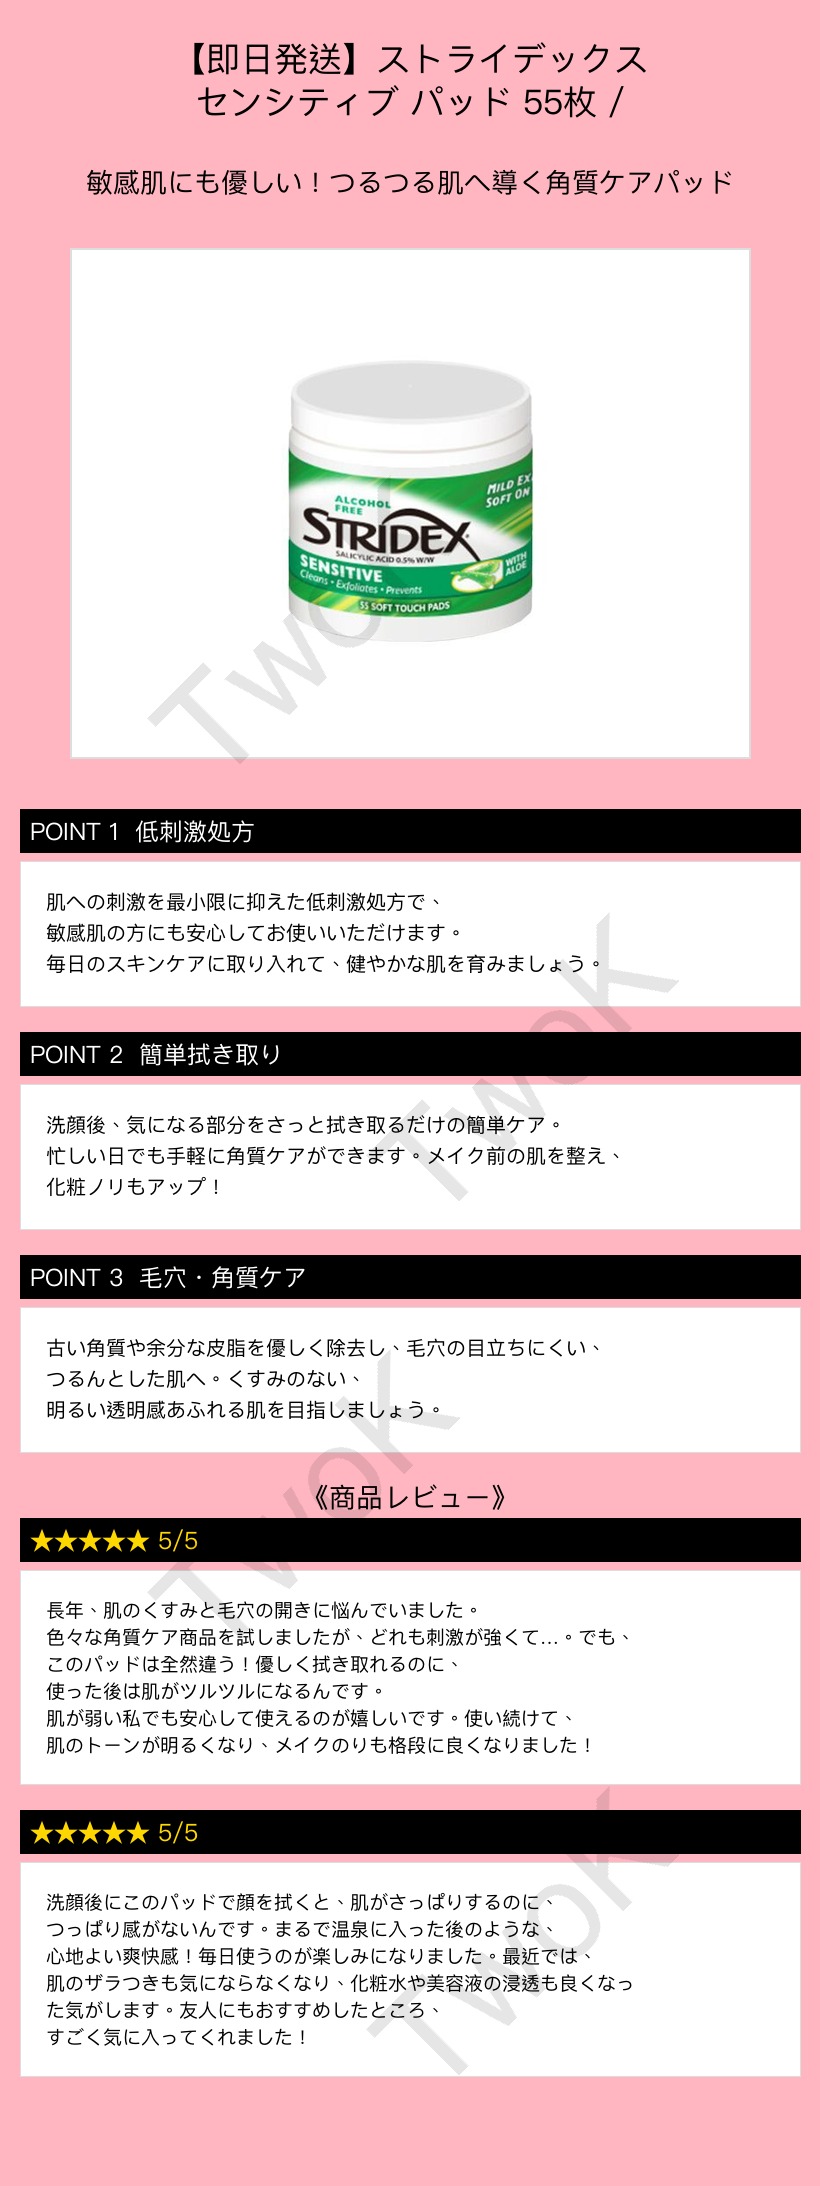 【即日発送】ストライデックス
センシティブ パッド 55枚 /
敏感肌にも優しい！つるつる肌へ導く角質ケアパッド
ALCOHOL
FREE
MILD EX
SOFT ON
STRIDEX
SALICYLIC ACID 0.5% W/W
SENSITIVE
Cleans • Exfoliates • Prevents
WITH
ALOE
55 SOFT TOUCH PADS
TwoK
POINT 1 低刺激処方
肌への刺激を最小限に抑えた低刺激処方で、
敏感肌の方にも安心してお使いいただけます。
毎日のスキンケアに取り入れて、健やかな肌を育みましょう。
TwoK
POINT 2 簡単拭き取り
洗顔後、気になる部分をさっと拭き取るだけの簡単ケア。
忙しい日でも手軽に角質ケアができます。メイク前の肌を整え、
化粧ノリもアップ！
POINT 3 毛穴・角質ケア
古い角質や余分な皮脂を優しく除去し、毛穴の目立ちにくい、
つるんとした肌へ。くすみのない、
明るい透明感あふれる肌を目指しましょう。
TwoK
《商品レビュー》
★★★★★ 5/5
長年、肌のくすみと毛穴の開きに悩んでいました。
色々な角質ケア商品を試しましたが、どれも刺激が強くて…。でも、
このパッドは全然違う！優しく拭き取れるのに、
使った後は肌がツルツルになるんです。
肌が弱い私でも安心して使えるのが嬉しいです。使い続けて、
肌のトーンが明るくなり、メイクのりも格段に良くなりました！
★★★★★ 5/5
洗顔後にこのパッドで顔を拭くと、肌がさっぱりするのに、
つっぱり感がないんです。まるで温泉に入った後のような、
心地よい爽快感！毎日使うのが楽しみになりました。最近では、
肌のザラつきも気にならなくなり、化粧水や美容液の浸透も良くなっ
た気がします。友人にもおすすめしたところ、
すごく気に入ってくれました！
TwoK